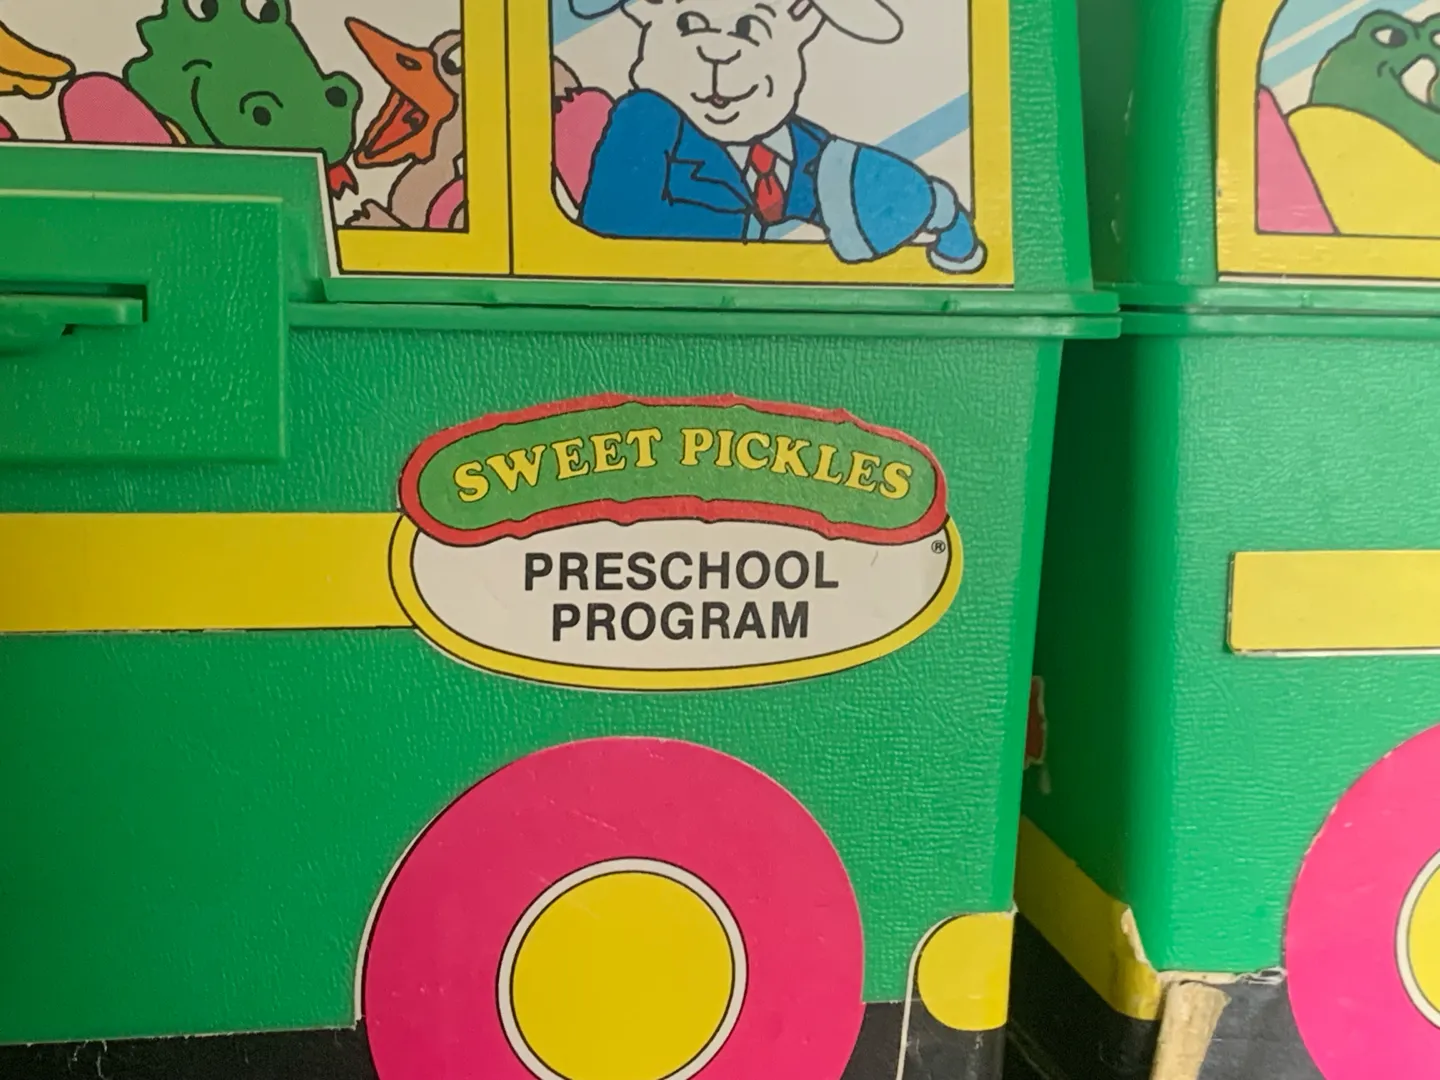 SWEET PICKLES
®
PRESCHOOL
PROGRAM